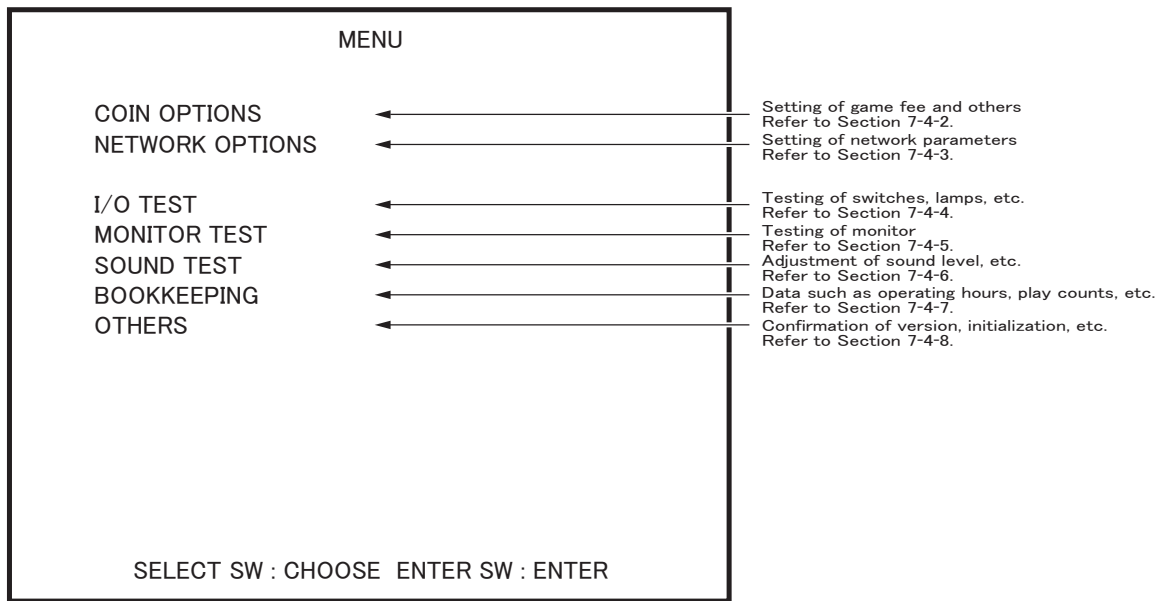 MENU
COIN OPTIONS
Setting of game fee and others
Refer to Section 7-4-2.
NETWORK OPTIONS
Setting of network parameters
Refer to Section 7-4-3.
I/O TEST
Testing of switches, lamps, etc.
Refer to Section 7-4-4.
MONITOR TEST
Testing of monitor
Refer to Section 7-4-5.
SOUND TEST
Adjustment of sound level, etc.
Refer to Section 7-4-6.
BOOKKEEPING
Data such as operating hours, play counts, etc.
Refer to Section 7-4-7.
OTHERS
Confirmation of version, initialization, etc.
Refer to Section 7-4-8.
SELECT SW : CHOOSE ENTER SW : ENTER